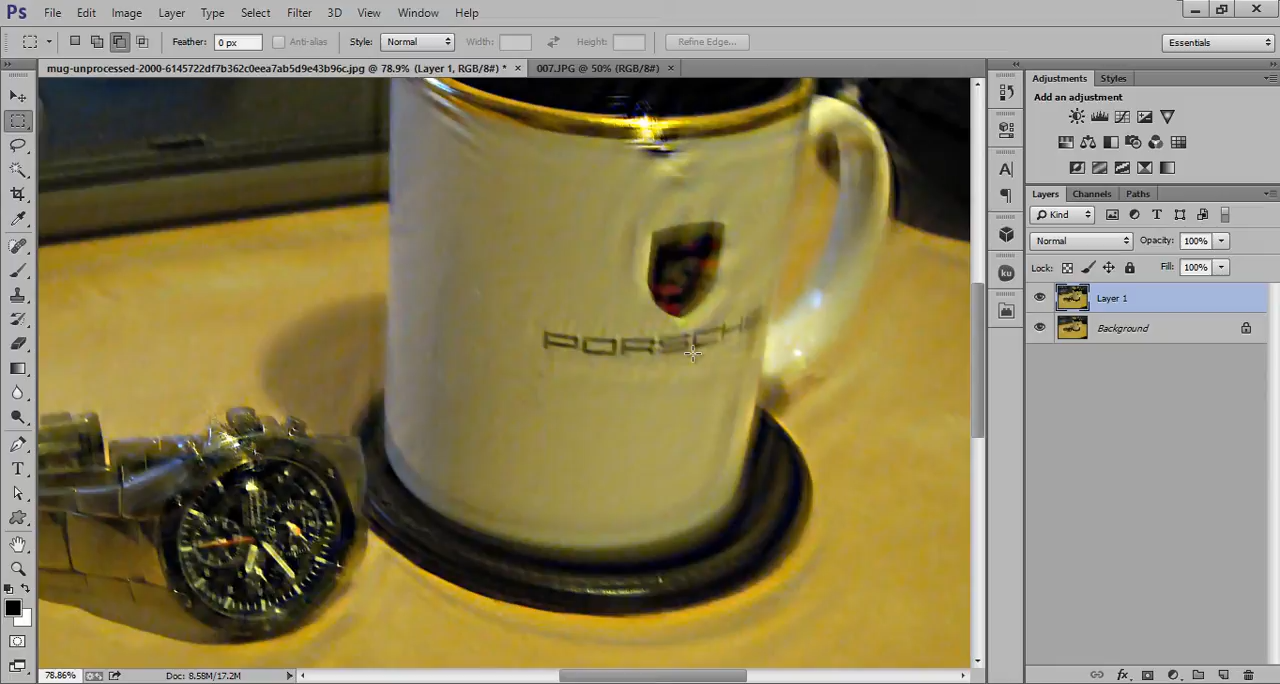 Ps File Edit Image Layer Type Select Filter 3D View Window Help
Feather: 0 px Anti-alias Style: Normal Width: Height: Refine Edge... Essentials
mug-unprocessed-2000-6145722df7b362c0eea7ab5d9e43b96c.jpg @ 78.9% (Layer 1, RGB/8#) * × 007.JPG @ 50% (RGB/8#) ×
Adjustments Styles
Add an adjustment
Layers Channels Paths
Kind
Normal Opacity: 100%
Lock: Fill: 100%
Layer 1
Background
ku
PORSCHE
78.86% Doc: 8.58M/17.2M